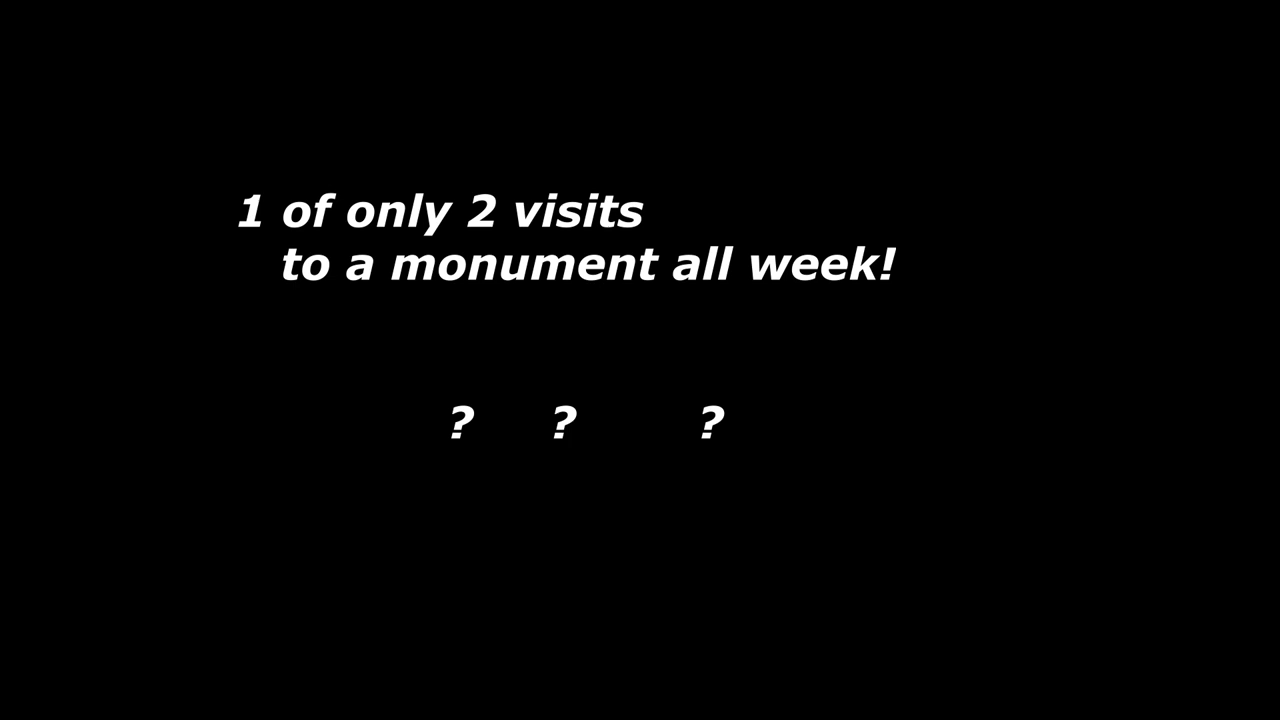 1 of only 2 visits
to a monument all week!
? ? ?